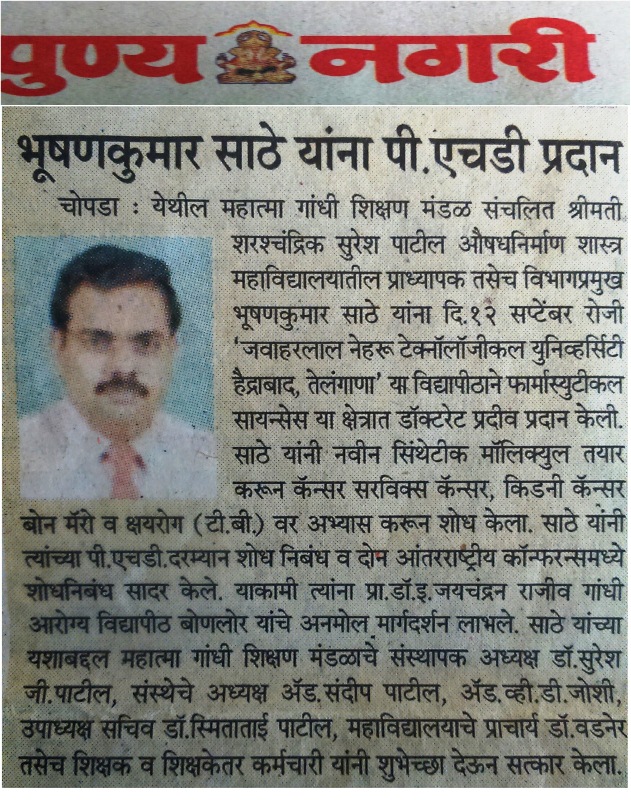 पुण्य नगरी
भूषणकुमार साठे यांना पी.एचडी प्रदान
चोपडा : येथील महात्मा गांधी शिक्षण मंडळ संचलित श्रीमती
शरश्चंद्रिक सुरेश पाटील औषधनिर्माण शास्त्र
महाविद्यालयातील प्राध्यापक तसेच विभागप्रमुख
भूषणकुमार साठे यांना दि.१२ सप्टेंबर रोजी
'जवाहरलाल नेहरू टेक्नॉलॉजीकल युनिव्हर्सिटी
हैद्राबाद, तेलंगाणा' या विद्यापीठाने फार्मास्युटीकल
सायन्सेस या क्षेत्रात डॉक्टरेट प्रदीव प्रदान केली.
साठे यांनी नवीन सिंथेटीक मॉलिक्युल तयार
करून कॅन्सर सरविक्स कॅन्सर, किडनी कॅन्सर
बोन मॅरो व क्षयरोग (टी.बी.) वर अभ्यास करून शोध केला. साठे यांनी
त्यांच्या पी.एचडी.दरम्यान शोध निबंध व दोन आंतरराष्ट्रीय कॉन्फरन्समध्ये
शोधनिबंध सादर केले. याकामी त्यांना प्रा.डॉ.इ.जयचंद्रन राजीव गांधी
आरोग्य विद्यापीठ बोणलोर यांचे अनमोल मार्गदर्शन लाभले. साठे यांच्या
यशाबद्दल महात्मा गांधी शिक्षण मंडळाचे संस्थापक अध्यक्ष डॉ.सुरेश
जी.पाटील, संस्थेचे अध्यक्ष ॲड.संदीप पाटील, ॲड.व्ही.डी.जोशी,
उपाध्यक्ष सचिव डॉ.स्मिताताई पाटील, महाविद्यालयाचे प्राचार्य डॉ.वडनेर
तसेच शिक्षक व शिक्षकेतर कर्मचारी यांनी शुभेच्छा देऊन सत्कार केला.